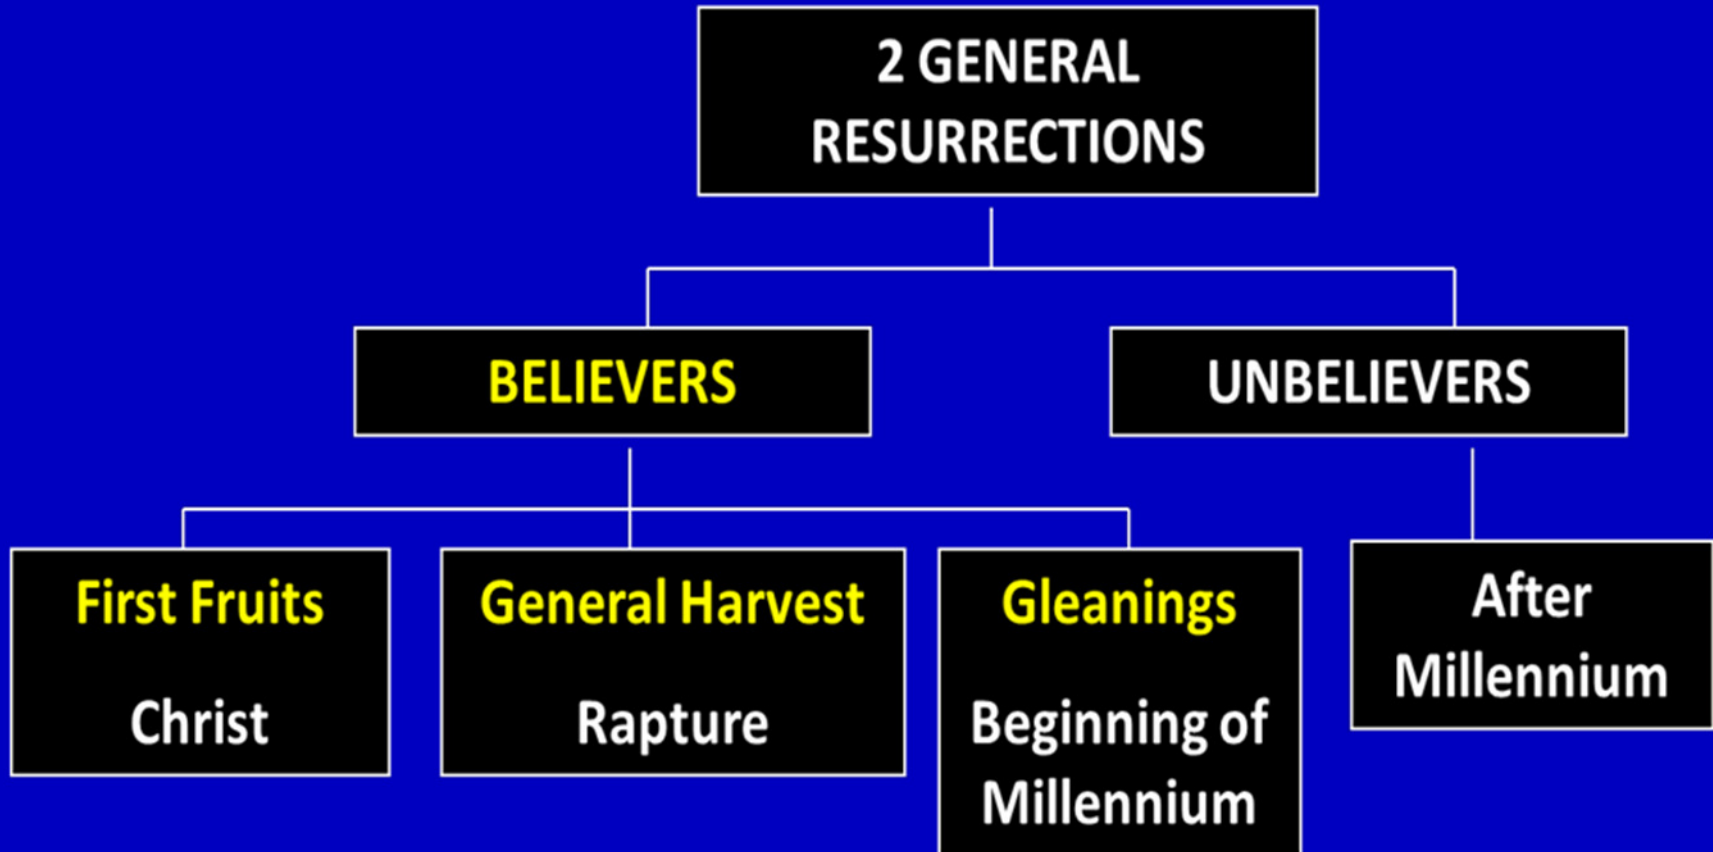 2 GENERAL
RESURRECTIONS
BELIEVERS
UNBELIEVERS
First Fruits
Christ
General Harvest
Rapture
Gleanings
Beginning of
Millennium
After
Millennium